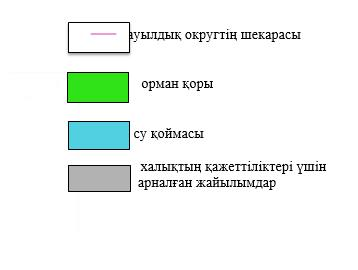 ауылдық округтің шекарасы
орман қоры
су қоймасы
халықтың қажеттіліктері үшін
арналған жайылымдар